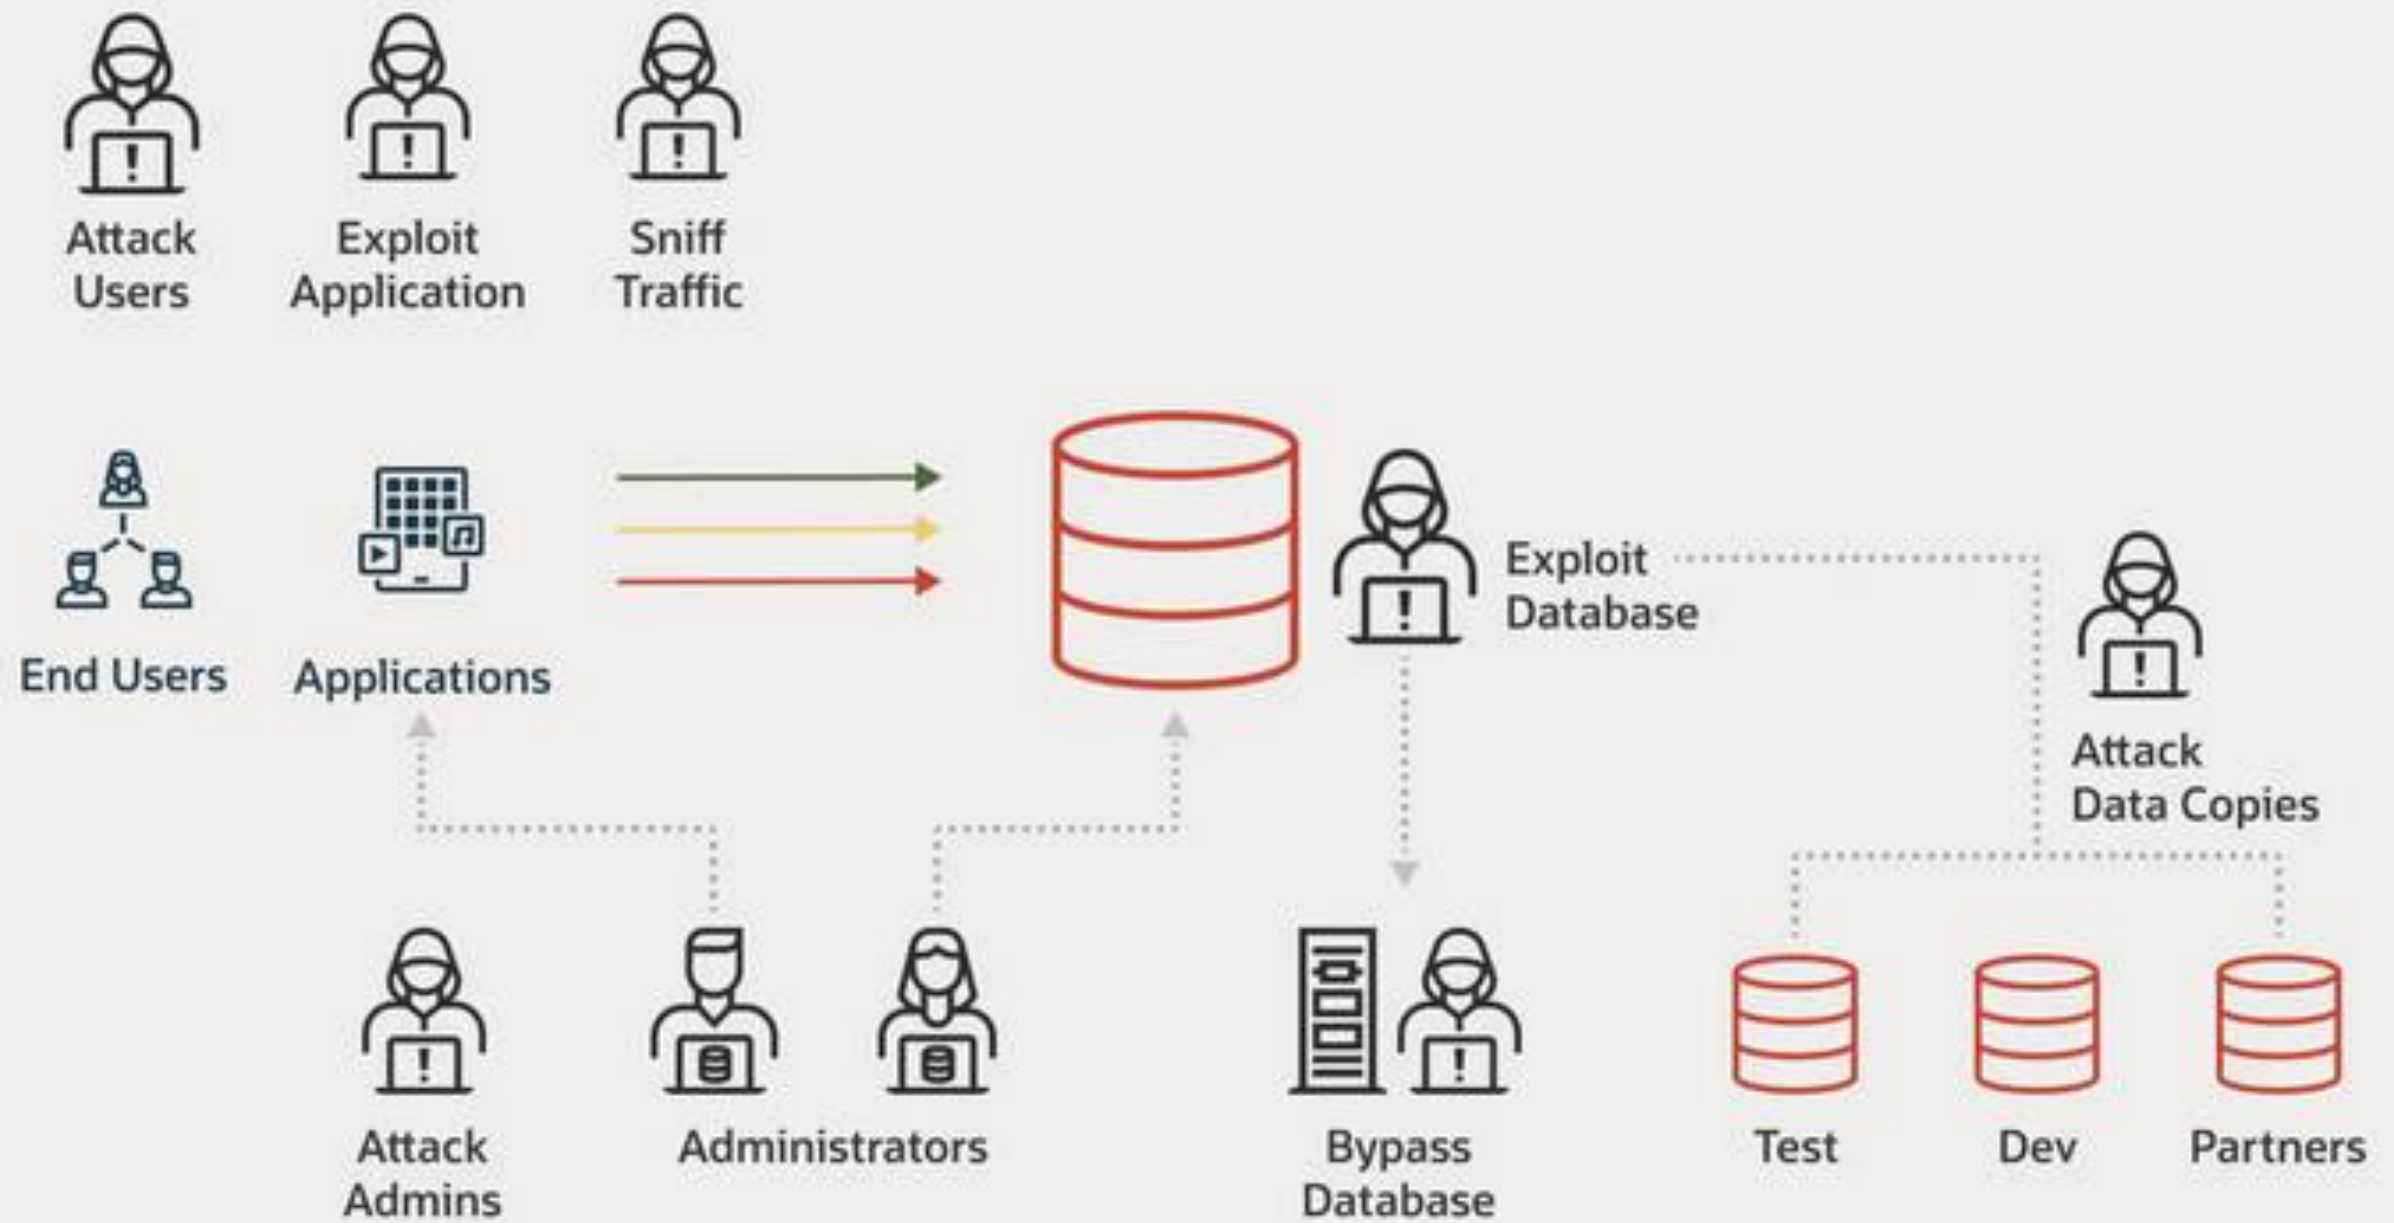 Attack
Users
Exploit
Application
Sniff
Traffic
End Users
Applications
Exploit
Database
Attack
Data Copies
Attack
Admins
Administrators
Bypass
Database
Test
Dev
Partners